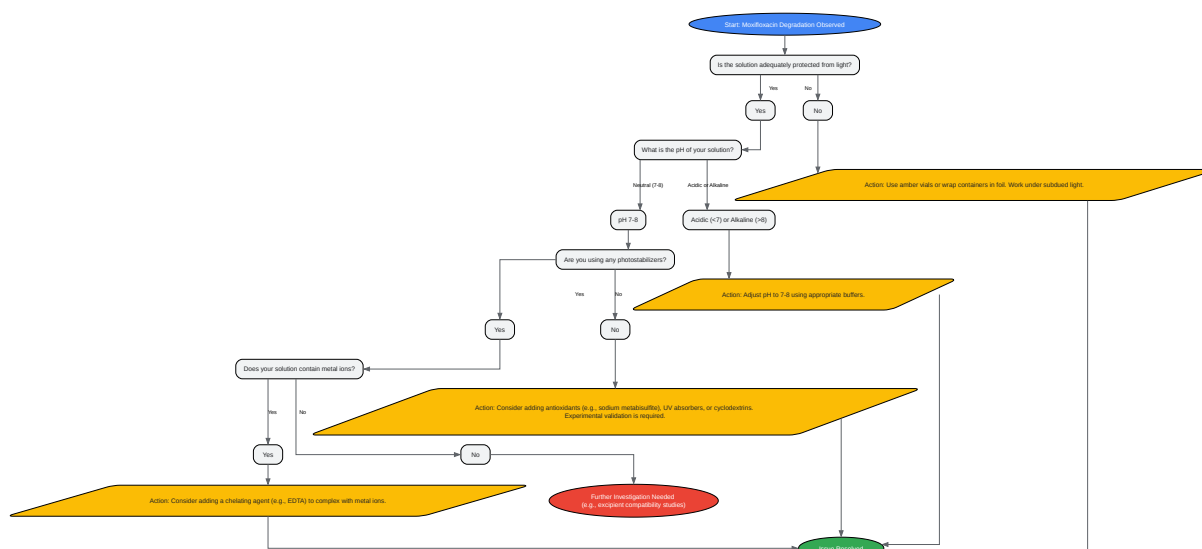 Start: Moxifloxacin Degradation Observed
Is the solution adequately protected from light?
Yes
No
Yes
No
What is the pH of your solution?
Action: Use amber vials or wrap containers in foil. Work under subdued light.
Neutral (7-8)
Acidic or Alkaline
pH 7-8
Acidic (<7) or Alkaline (>8)
Are you using any photostabilizers?
Yes
No
Action: Adjust pH to 7-8 using appropriate buffers.
Yes
No
Does your solution contain metal ions?
Yes
No
Action: Consider adding antioxidants (e.g., sodium metabisulfite), UV absorbers, or cyclodextrins.
Experimental validation is required.
Yes
No
Action: Consider adding a chelating agent (e.g., EDTA) to complex with metal ions.
Further Investigation Needed
(e.g., excipient compatibility studies)
Issue Resolved